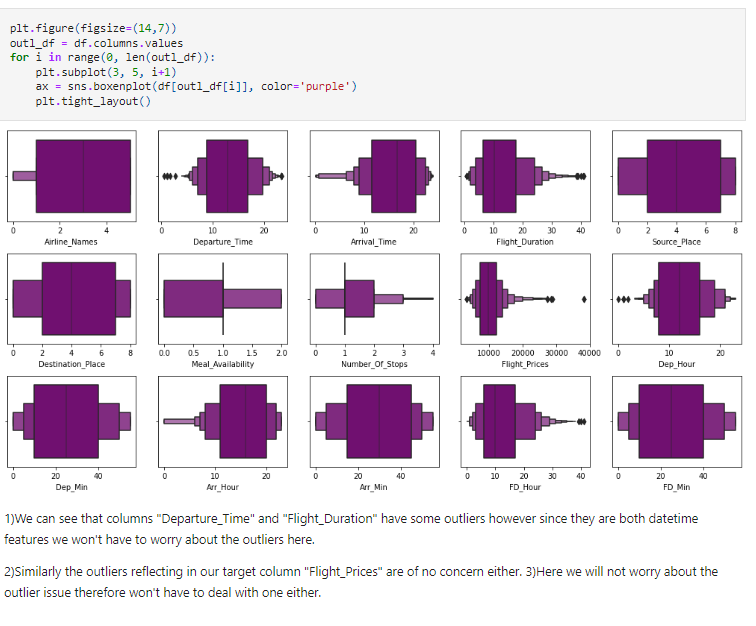 plt.figure(figsize=(14,7))
outl_df = df.columns.values
for i in range(0, len(outl_df)):
    plt.subplot(3, 5, i+1)
    ax = sns.boxenplot(df[outl_df[i]], color='purple')
    plt.tight_layout()
0 2 4
Airline_Names
0 10 20
Departure_Time
0 10 20
Arrival_Time
0 10 20 30 40
Flight_Duration
0 2 4 6 8
Source_Place
0 2 4 6 8
Destination_Place
0.0 0.5 1.0 1.5 2.0
Meal_Availability
0 1 2 3 4
Number_Of_Stops
10000 20000 30000 40000
Flight_Prices
0 10 20
Dep_Hour
0 20 40
Dep_Min
0 10 20
Arr_Hour
0 20 40
Arr_Min
0 10 20 30 40
FD_Hour
0 20 40
FD_Min
1)We can see that columns "Departure_Time" and "Flight_Duration" have some outliers however since they are both datetime
features we won't have to worry about the outliers here.
2)Similarly the outliers reflecting in our target column "Flight_Prices" are of no concern either. 3)Here we will not worry about the
outlier issue therefore won't have to deal with one either.